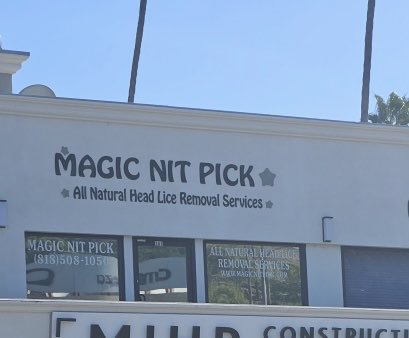 MAGIC NIT PICK
All Natural Head Lice Removal Services
MAGIC NIT PICK
(818)508-1050
ALL NATURAL HEAD LICE
REMOVAL SERVICES
CONSTRUCTI